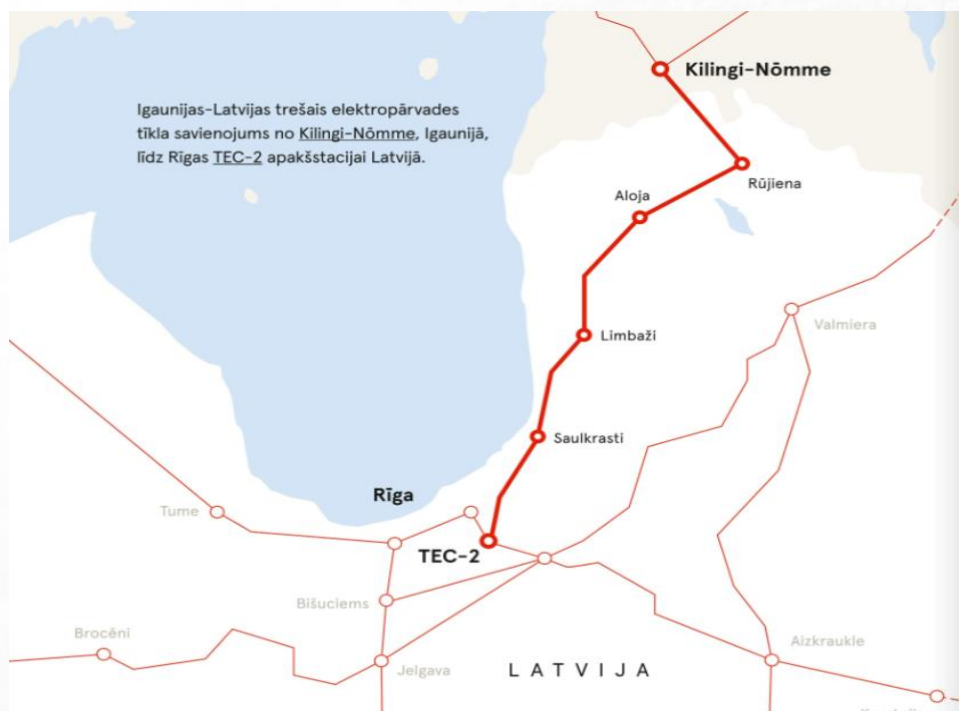 Kilingi-Nõmme
Igaunijas-Latvijas trešais elektropārvades
tīkla savienojums no Kilingi-Nõmme, Igaunijā,
līdz Rīgas TEC-2 apakšstacijai Latvijā.
Rūjiena
Aloja
Valmiera
Limbaži
Saulkrasti
Rīga
Tume
TEC-2
Bišuciems
Brocēni
Aizkraukle
Jelgava
LATVIJA